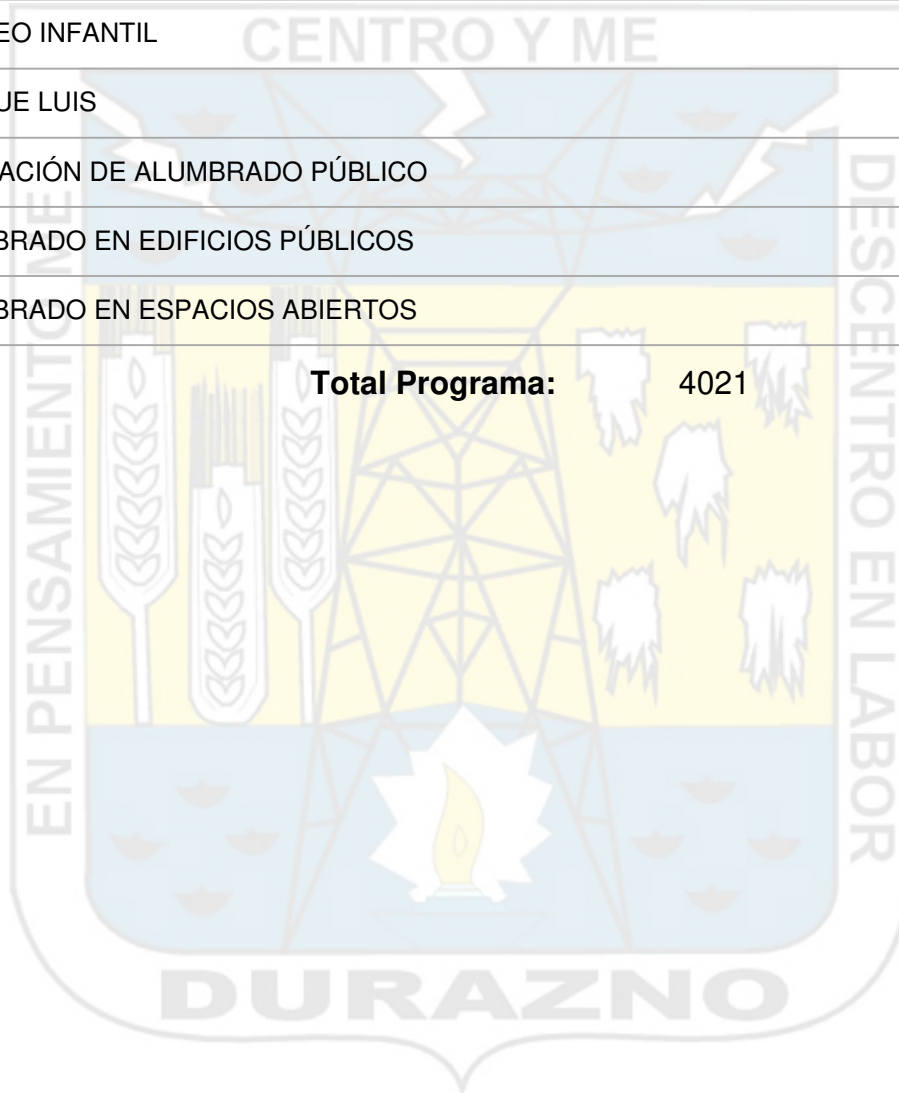 CENTRO Y ME
EO INFANTIL
UE LUIS
ACIÓN DE ALUMBRADO PÚBLICO
BRADO EN EDIFICIOS PÚBLICOS
BRADO EN ESPACIOS ABIERTOS
Total Programa: 4021
EN PENSAMIENTO ME
DESCENTRO EN LABOR
DURAZNO